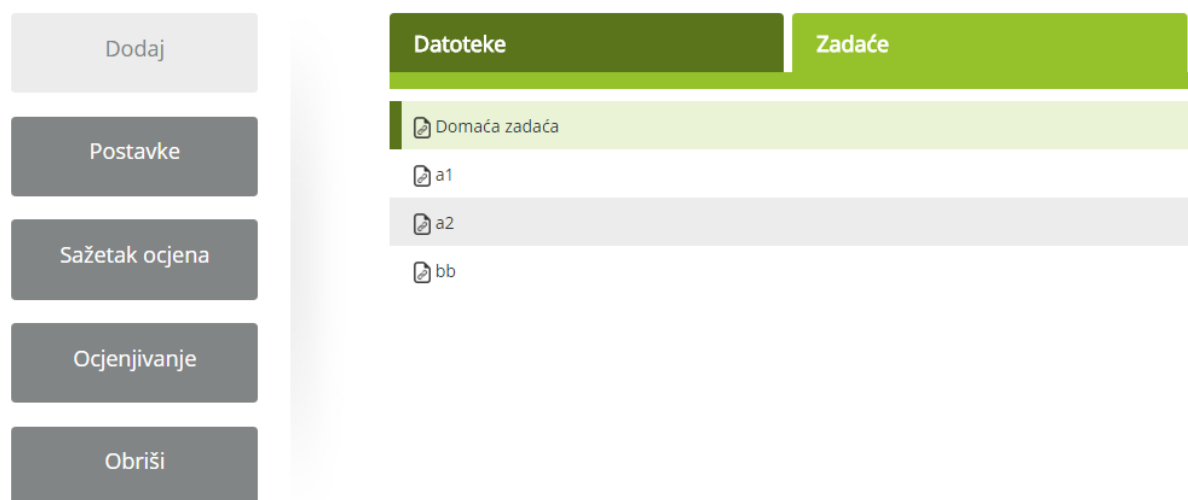 Dodaj
Postavke
Sažetak ocjena
Ocjenjivanje
Obriši
Datoteke
Zadaće
Domaća zadaća
a1
a2
bb